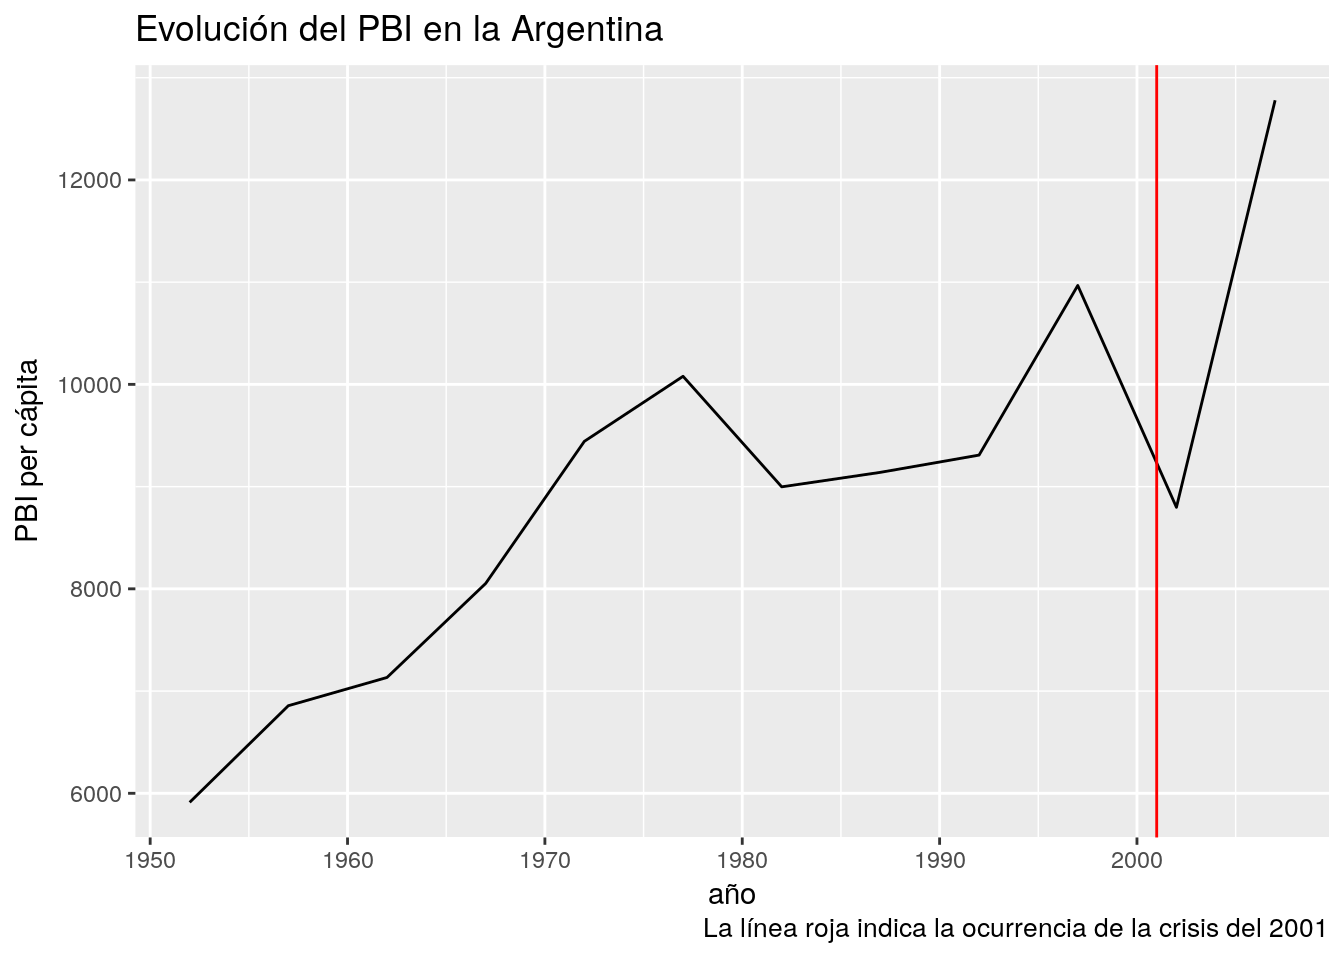 Evolución del PBI en la Argentina
PBI per cápita
12000
10000
8000
6000
1950 1960 1970 1980 1990 2000
año
La línea roja indica la ocurrencia de la crisis del 2001